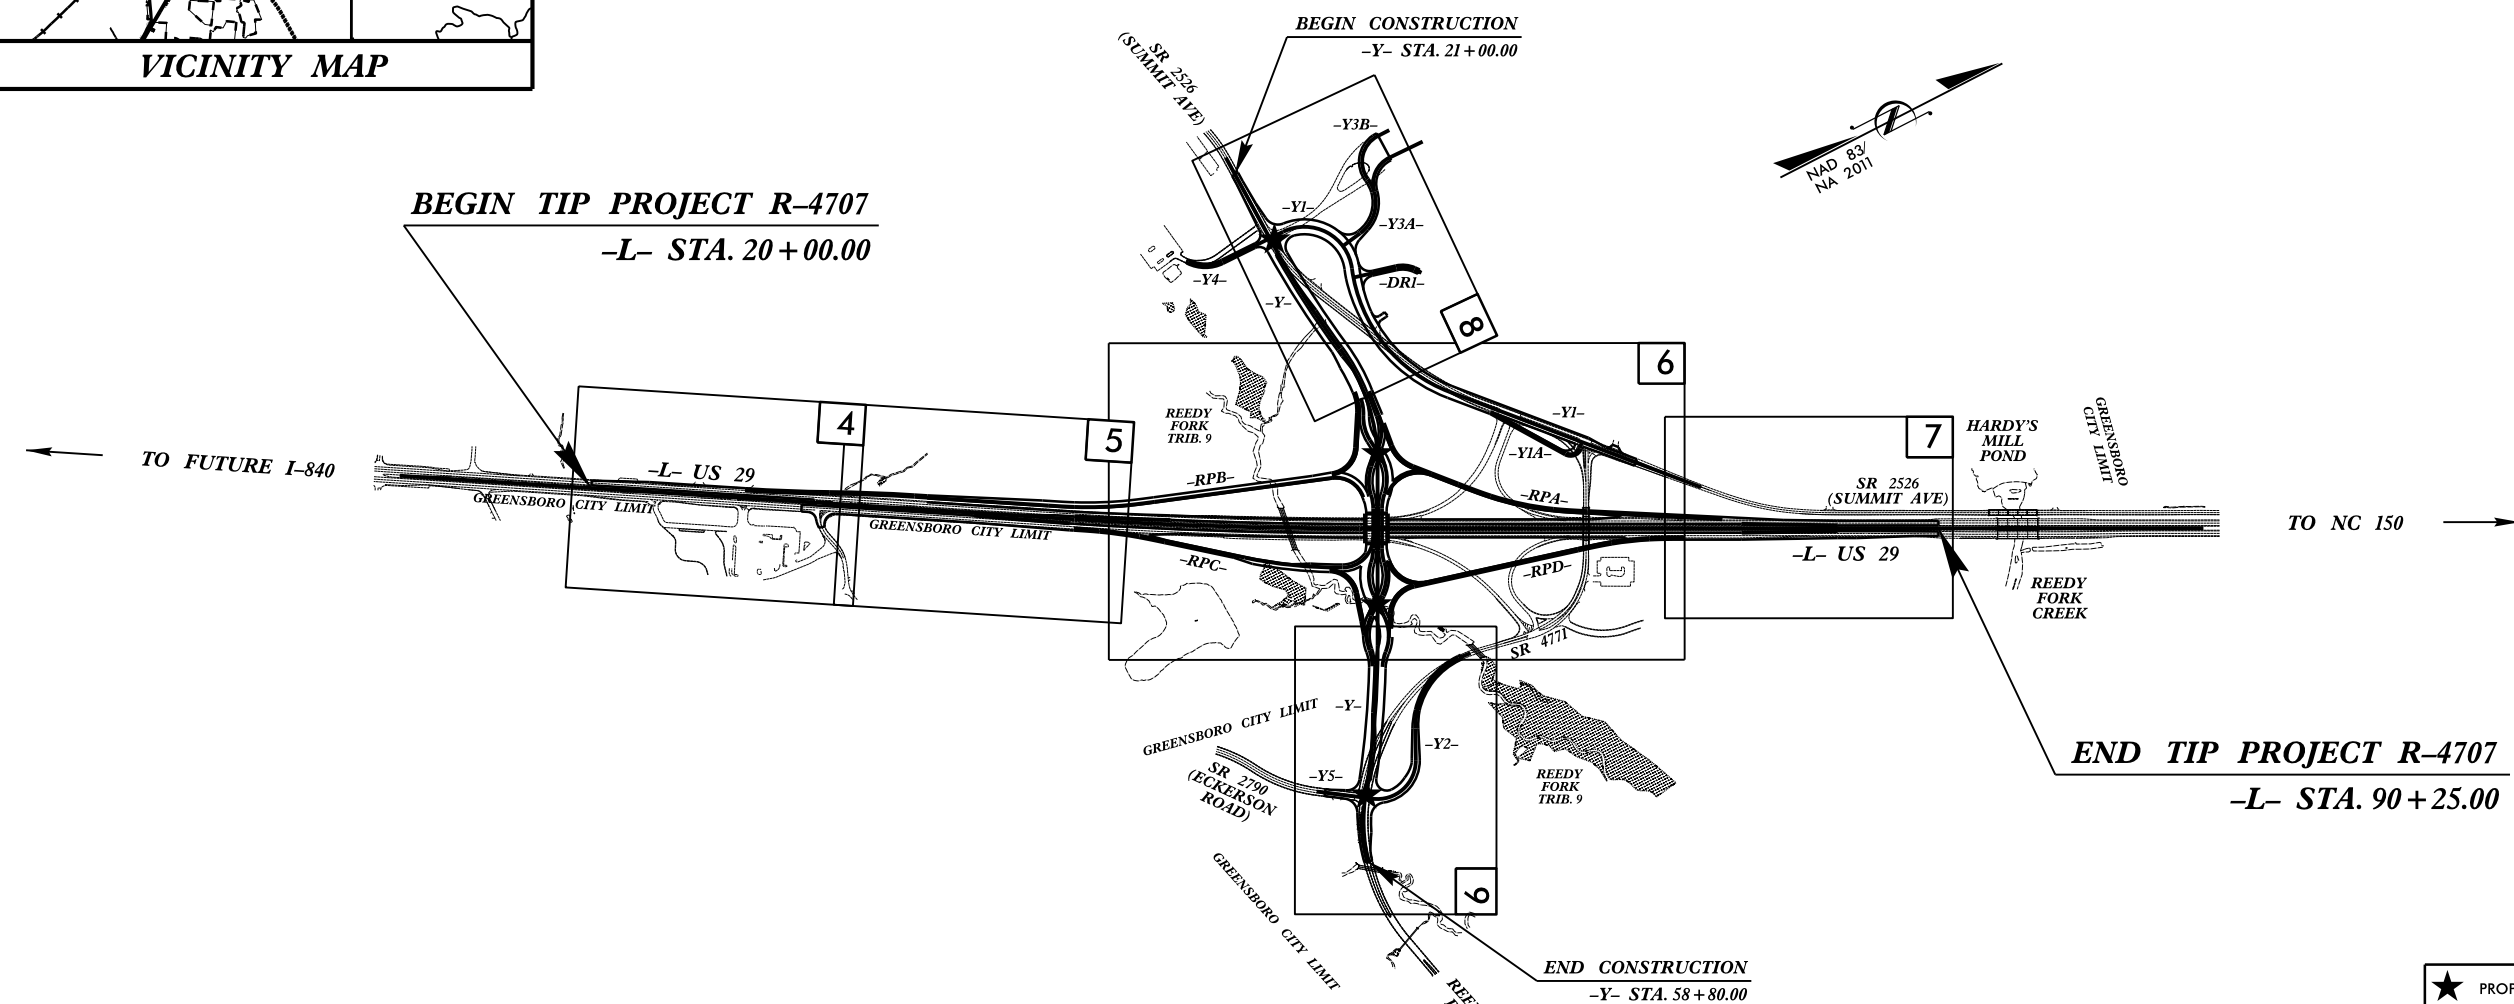 VICINITY MAP
BEGIN CONSTRUCTION
–Y– STA. 21+00.00
SR 2526
(SUMMIT AVE)
NAD 83/
NA 2011
BEGIN TIP PROJECT R–4707
–L– STA. 20+00.00
–Y3B–
–Y1–
–Y3A–
–Y4–
–DR1–
–Y–
8
6
4
5
7
REEDY
FORK
TRIB. 9
–Y1–
–Y1A–
HARDY'S
MILL
POND
GREENSBORO
CITY LIMIT
TO FUTURE I–840
–L– US 29
GREENSBORO CITY LIMIT
GREENSBORO CITY LIMIT
–RPB–
–RPA–
SR 2526
(SUMMIT AVE)
TO NC 150
–L– US 29
–RPC–
–RPD–
REEDY
FORK
CREEK
SR 4771
GREENSBORO CITY LIMIT
–Y–
–Y2–
–Y5–
SR 2790
(ECKERSON
ROAD)
REEDY
FORK
TRIB. 9
END TIP PROJECT R–4707
–L– STA. 90+25.00
9
GREENSBORO CITY LIMIT
END CONSTRUCTION
–Y– STA. 58+80.00